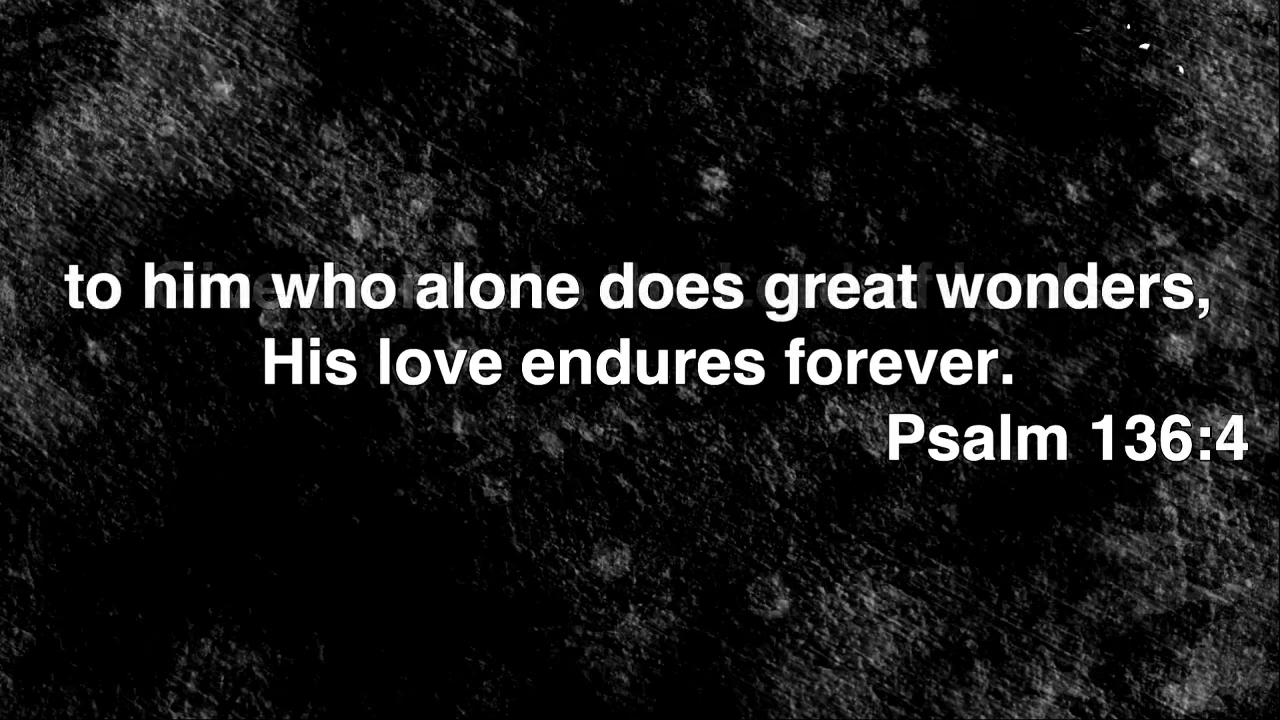 to him who alone does great wonders,
His love endures forever.
Psalm 136:4